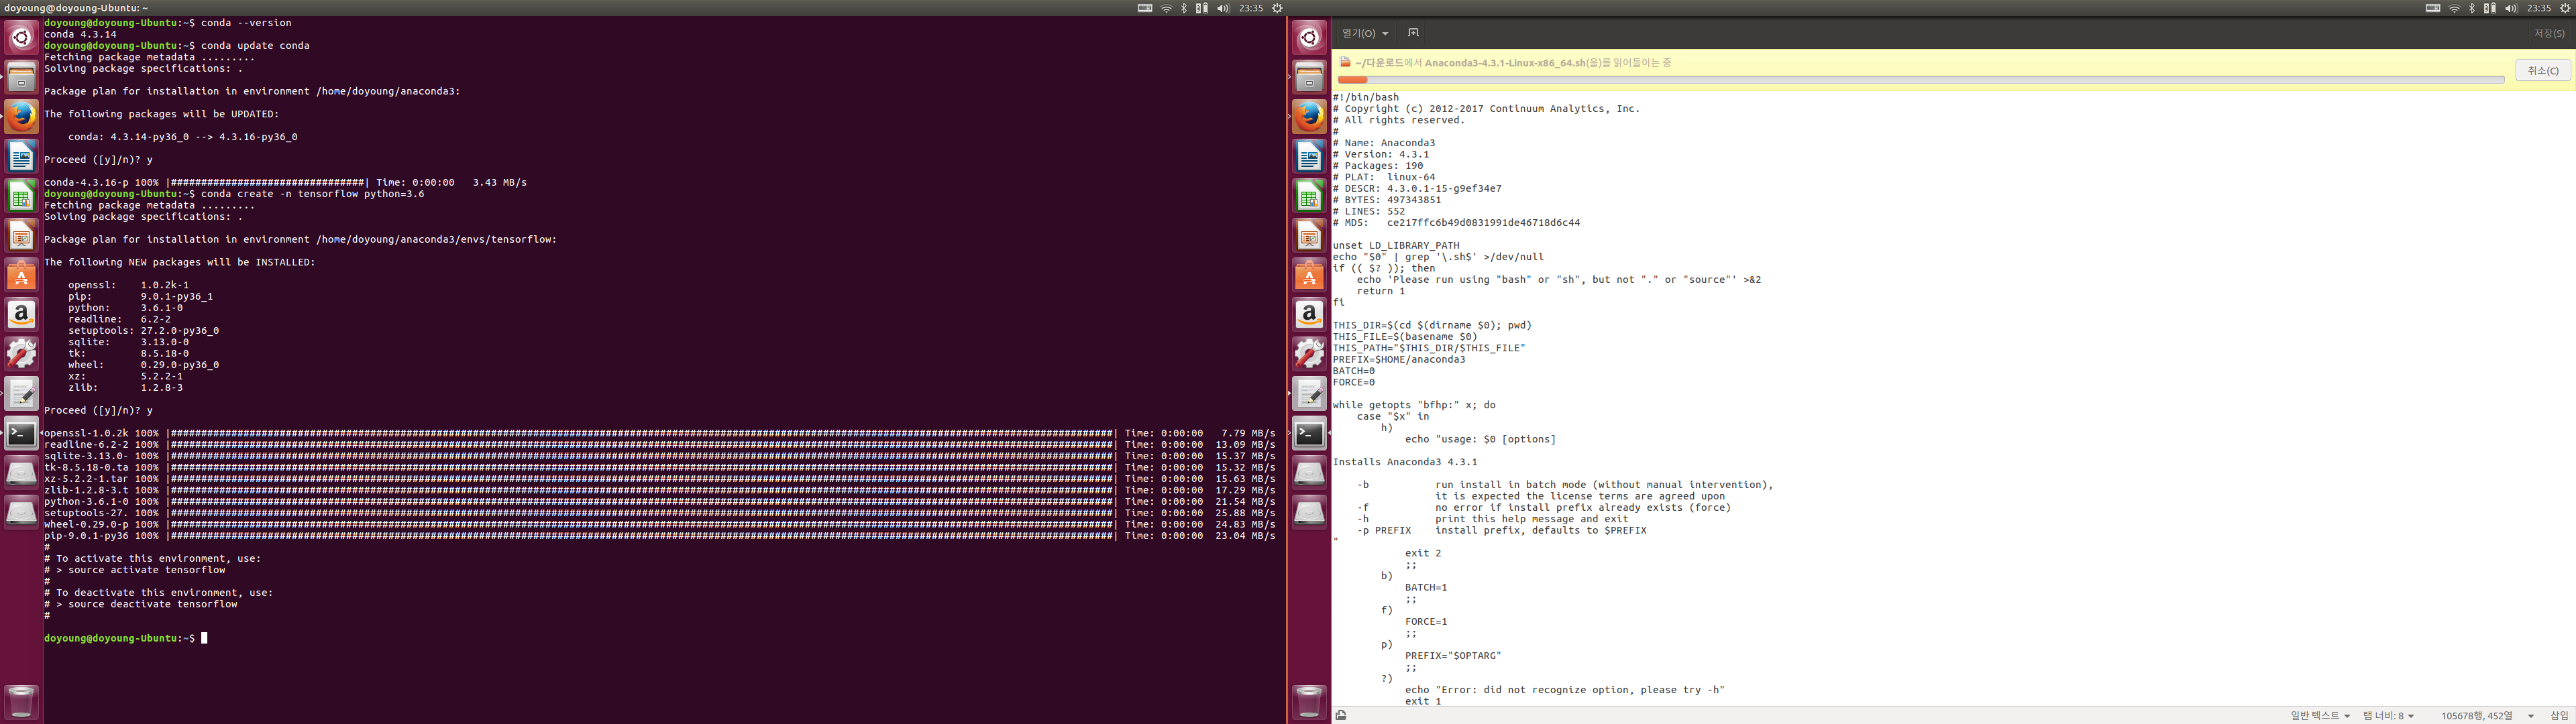 doyoung@doyoung-Ubuntu: ~
23:35
doyoung@doyoung-Ubuntu:~$ conda --version
conda 4.3.14
doyoung@doyoung-Ubuntu:~$ conda update conda
Fetching package metadata .........
Solving package specifications: .
Package plan for installation in environment /home/doyoung/anaconda3:
The following packages will be UPDATED:
conda: 4.3.14-py36_0 --> 4.3.16-py36_0
Proceed ([y]/n)? y
conda-4.3.16-p 100% |################################| Time: 0:00:00 3.43 MB/s
doyoung@doyoung-Ubuntu:~$ conda create -n tensorflow python=3.6
Fetching package metadata .........
Solving package specifications: .
Package plan for installation in environment /home/doyoung/anaconda3/envs/tensorflow:
The following NEW packages will be INSTALLED:
openssl: 1.0.2k-1
pip: 9.0.1-py36_1
python: 3.6.1-0
readline: 6.2-2
setuptools: 27.2.0-py36_0
sqlite: 3.13.0-0
tk: 8.5.18-0
wheel: 0.29.0-py36_0
xz: 5.2.2-1
zlib: 1.2.8-3
Proceed ([y]/n)? y
openssl-1.0.2k 100% |####| Time: 0:00:00 7.79 MB/s
readline-6.2-2 100% |####| Time: 0:00:00 13.09 MB/s
sqlite-3.13.0- 100% |####| Time: 0:00:00 15.37 MB/s
tk-8.5.18-0.ta 100% |####| Time: 0:00:00 15.32 MB/s
xz-5.2.2-1.tar 100% |####| Time: 0:00:00 15.63 MB/s
zlib-1.2.8-3.t 100% |####| Time: 0:00:00 17.29 MB/s
python-3.6.1-0 100% |####| Time: 0:00:00 21.54 MB/s
setuptools-27. 100% |####| Time: 0:00:00 25.88 MB/s
wheel-0.29.0-p 100% |####| Time: 0:00:00 24.83 MB/s
pip-9.0.1-py36 100% |####| Time: 0:00:00 23.04 MB/s
#
# To activate this environment, use:
# > source activate tensorflow
#
# To deactivate this environment, use:
# > source deactivate tensorflow
#
doyoung@doyoung-Ubuntu:~$
23:35
열기(O)
저장(S)
~/다운로드에서 Anaconda3-4.3.1-Linux-x86_64.sh(을)를 읽어들이는 중
취소(C)
#!/bin/bash
# Copyright (c) 2012-2017 Continuum Analytics, Inc.
# All rights reserved.
#
# Name: Anaconda3
# Version: 4.3.1
# Packages: 190
# PLAT: linux-64
# DESCR: 4.3.0.1-15-g9ef34e7
# BYTES: 497343851
# LINES: 552
# MD5: ce217ffc6b49d0831991de46718d6c44
unset LD_LIBRARY_PATH
echo "$0" | grep '\.sh$' >/dev/null
if (( $? )); then
echo 'Please run using "bash" or "sh", but not "." or "source"' >&2
return 1
fi
THIS_DIR=$(cd $(dirname $0); pwd)
THIS_FILE=$(basename $0)
THIS_PATH="$THIS_DIR/$THIS_FILE"
PREFIX=$HOME/anaconda3
BATCH=0
FORCE=0
while getopts "bfhp:" x; do
case "$x" in
h)
echo "usage: $0 [options]
Installs Anaconda3 4.3.1
-b run install in batch mode (without manual intervention),
it is expected the license terms are agreed upon
-f no error if install prefix already exists (force)
-h print this help message and exit
-p PREFIX install prefix, defaults to $PREFIX
"
exit 2
;;
b)
BATCH=1
;;
f)
FORCE=1
;;
p)
PREFIX="$OPTARG"
;;
?)
echo "Error: did not recognize option, please try -h"
exit 1
일반 텍스트 탭 너비: 8 105678행, 452열 삽입